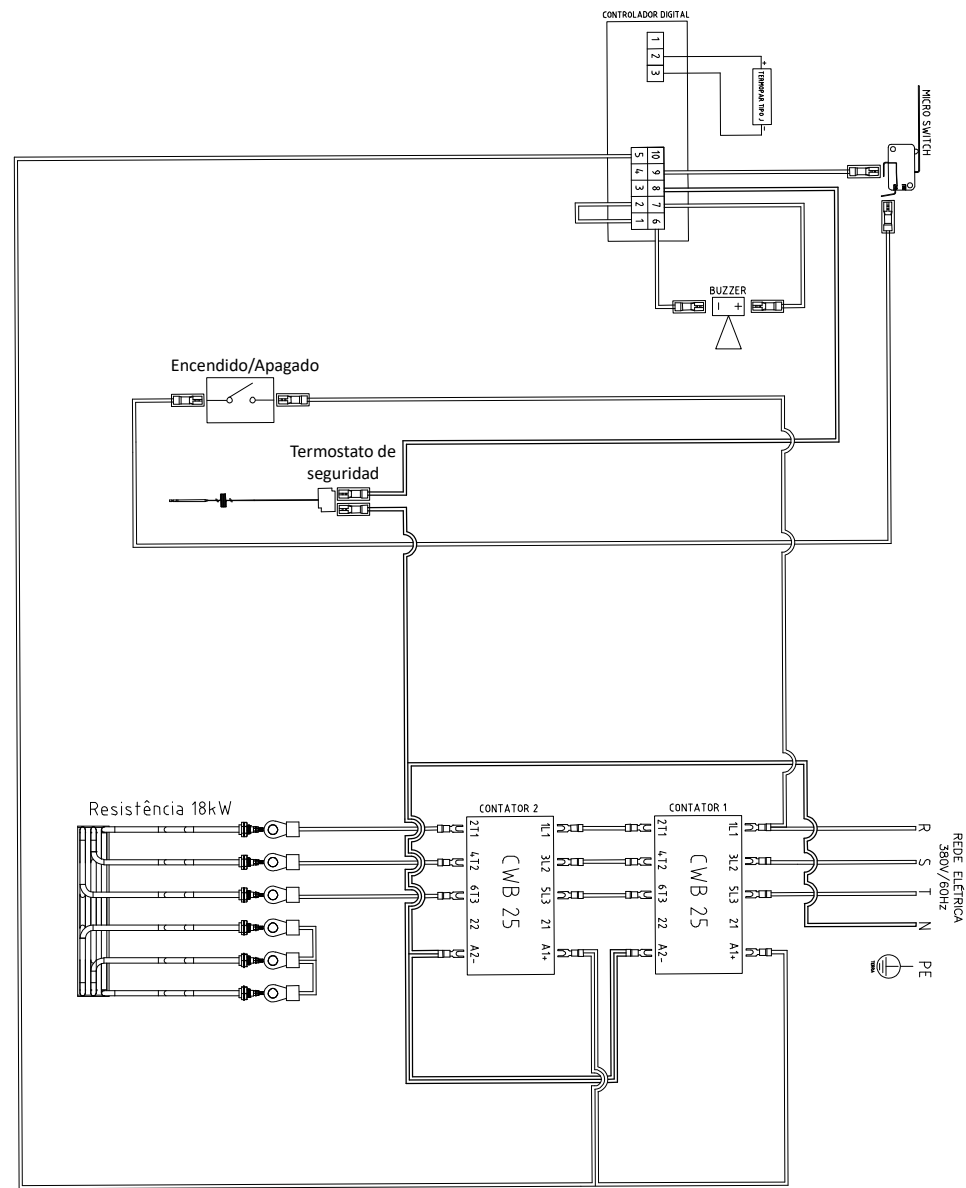 CONTROLADOR DIGITAL
1
2
3
+
TERMOPAR TIPO J
-
MICRO SWITCH
5 10
4 9
3 8
2 7
1 6
BUZZER
- +
Encendido/Apagado
Termostato de
seguridad
Resistência 18kW
CONTATOR 2
2T1 1L1
4T2 3L2
6T3 5L3
22 21
A2- A1+
CWB 25
CONTATOR 1
2T1 1L1
4T2 3L2
6T3 5L3
22 21
A2- A1+
CWB 25
R
S
T
N
PE
REDE ELÉTRICA
380V/60Hz